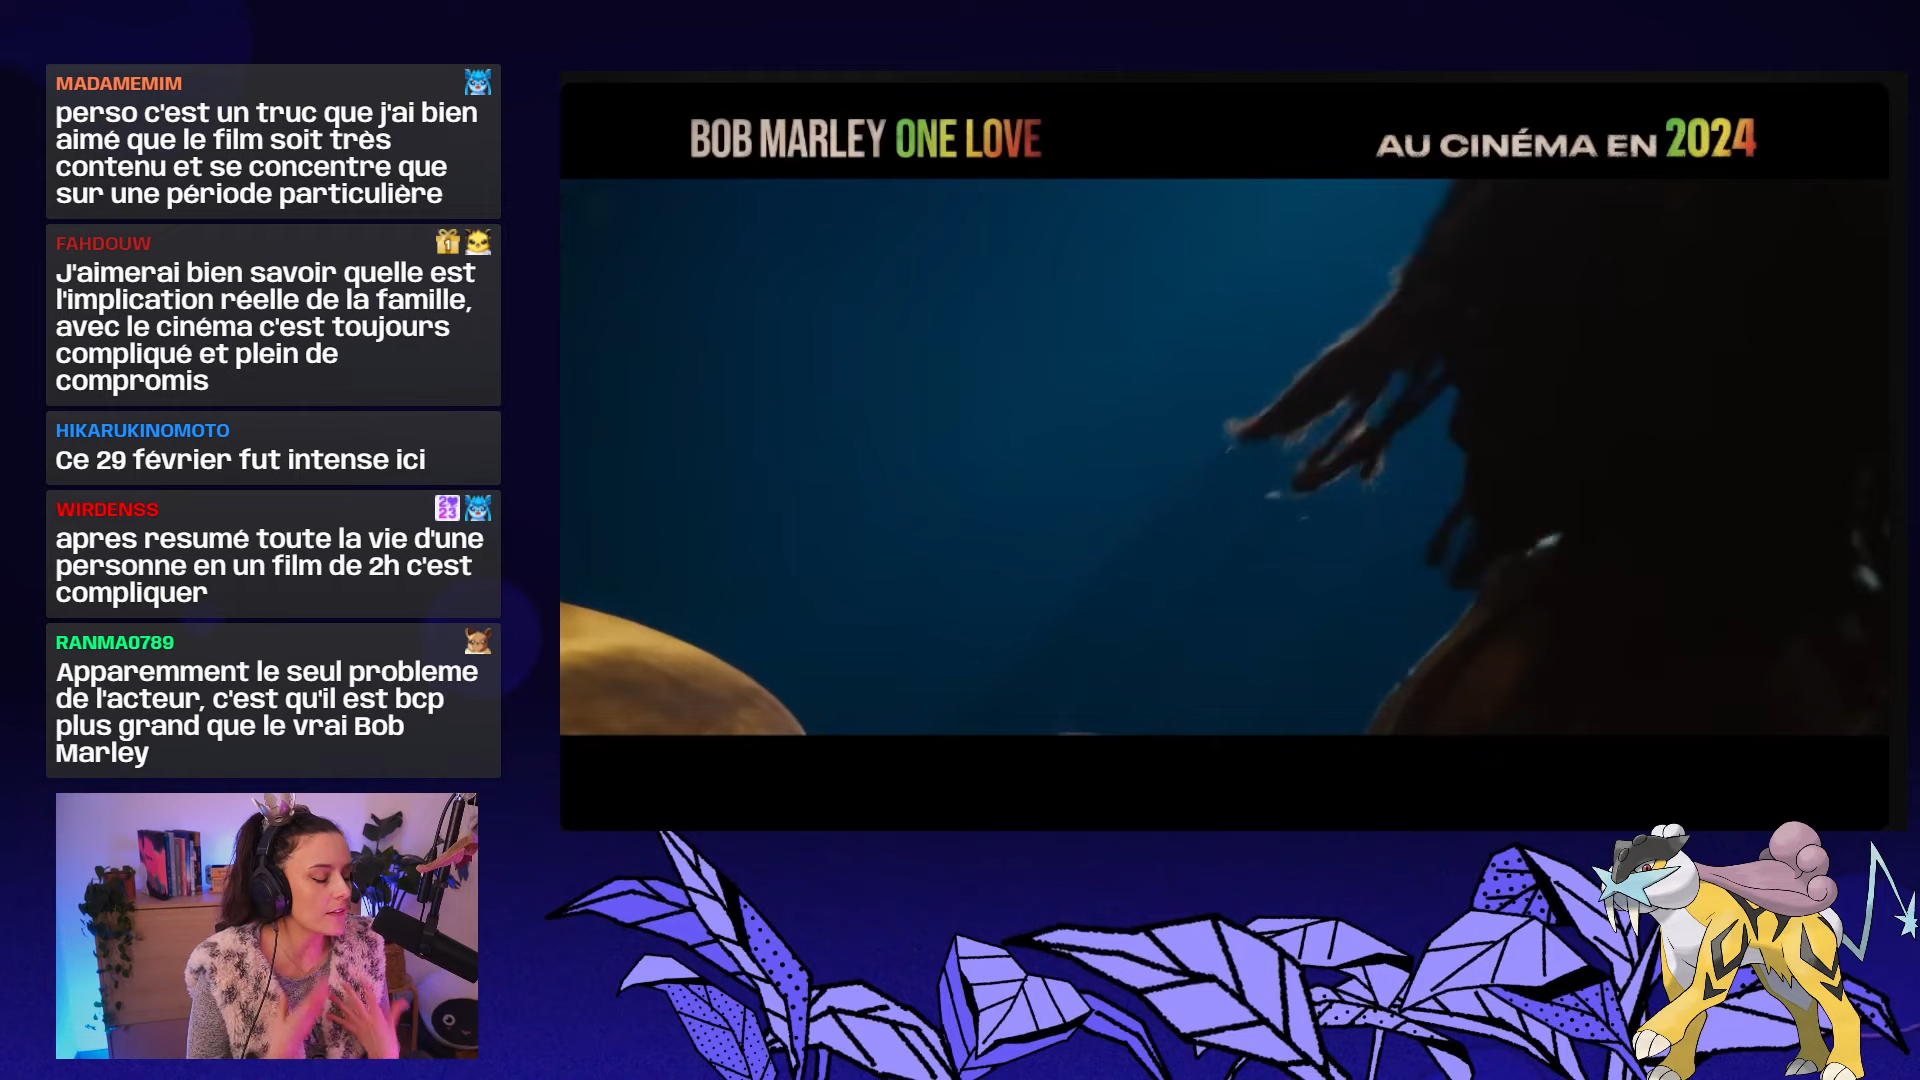 MADAMEMIM
perso c'est un truc que j'ai bien
aimé que le film soit très
contenu et se concentre que
sur une période particulière
FAHDOUW
1
J'aimerai bien savoir quelle est
l'implication réelle de la famille,
avec le cinéma c'est toujours
compliqué et plein de
compromis
HIKARUKINOMOTO
Ce 29 février fut intense ici
WIRDENSS
2
23
apres resumé toute la vie d'une
personne en un film de 2h c'est
compliquer
RANMA0789
Apparemment le seul probleme
de l'acteur, c'est qu'il est bcp
plus grand que le vrai Bob
Marley
BOB MARLEY ONE LOVE
AU CINÉMA EN 2024